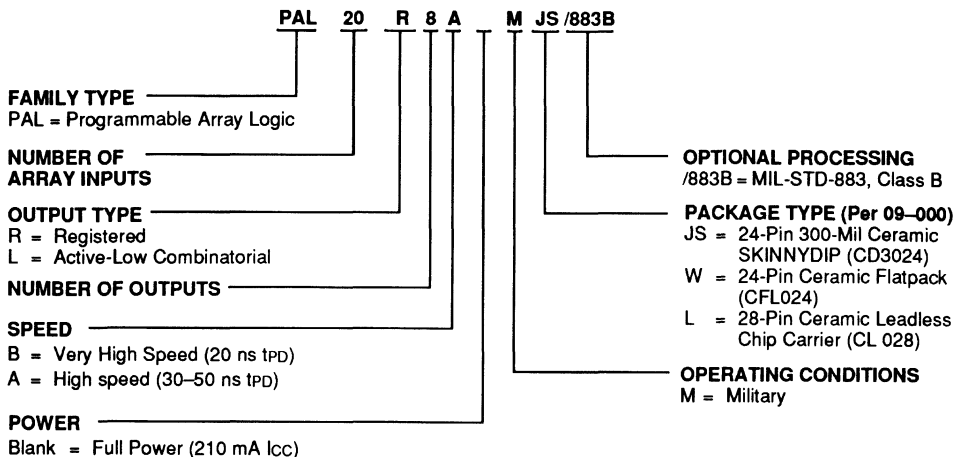 PAL 20 R 8 A M JS /883B
FAMILY TYPE
PAL = Programmable Array Logic
NUMBER OF
ARRAY INPUTS
OUTPUT TYPE
R = Registered
L = Active-Low Combinatorial
NUMBER OF OUTPUTS
SPEED
B = Very High Speed (20 ns tPD)
A = High speed (30–50 ns tPD)
POWER
Blank = Full Power (210 mA ICC)
OPTIONAL PROCESSING
/883B = MIL-STD-883, Class B
PACKAGE TYPE (Per 09–000)
JS = 24-Pin 300-Mil Ceramic
SKINNYDIP (CD3024)
W = 24-Pin Ceramic Flatpack
(CFL024)
L = 28-Pin Ceramic Leadless
Chip Carrier (CL 028)
OPERATING CONDITIONS
M = Military